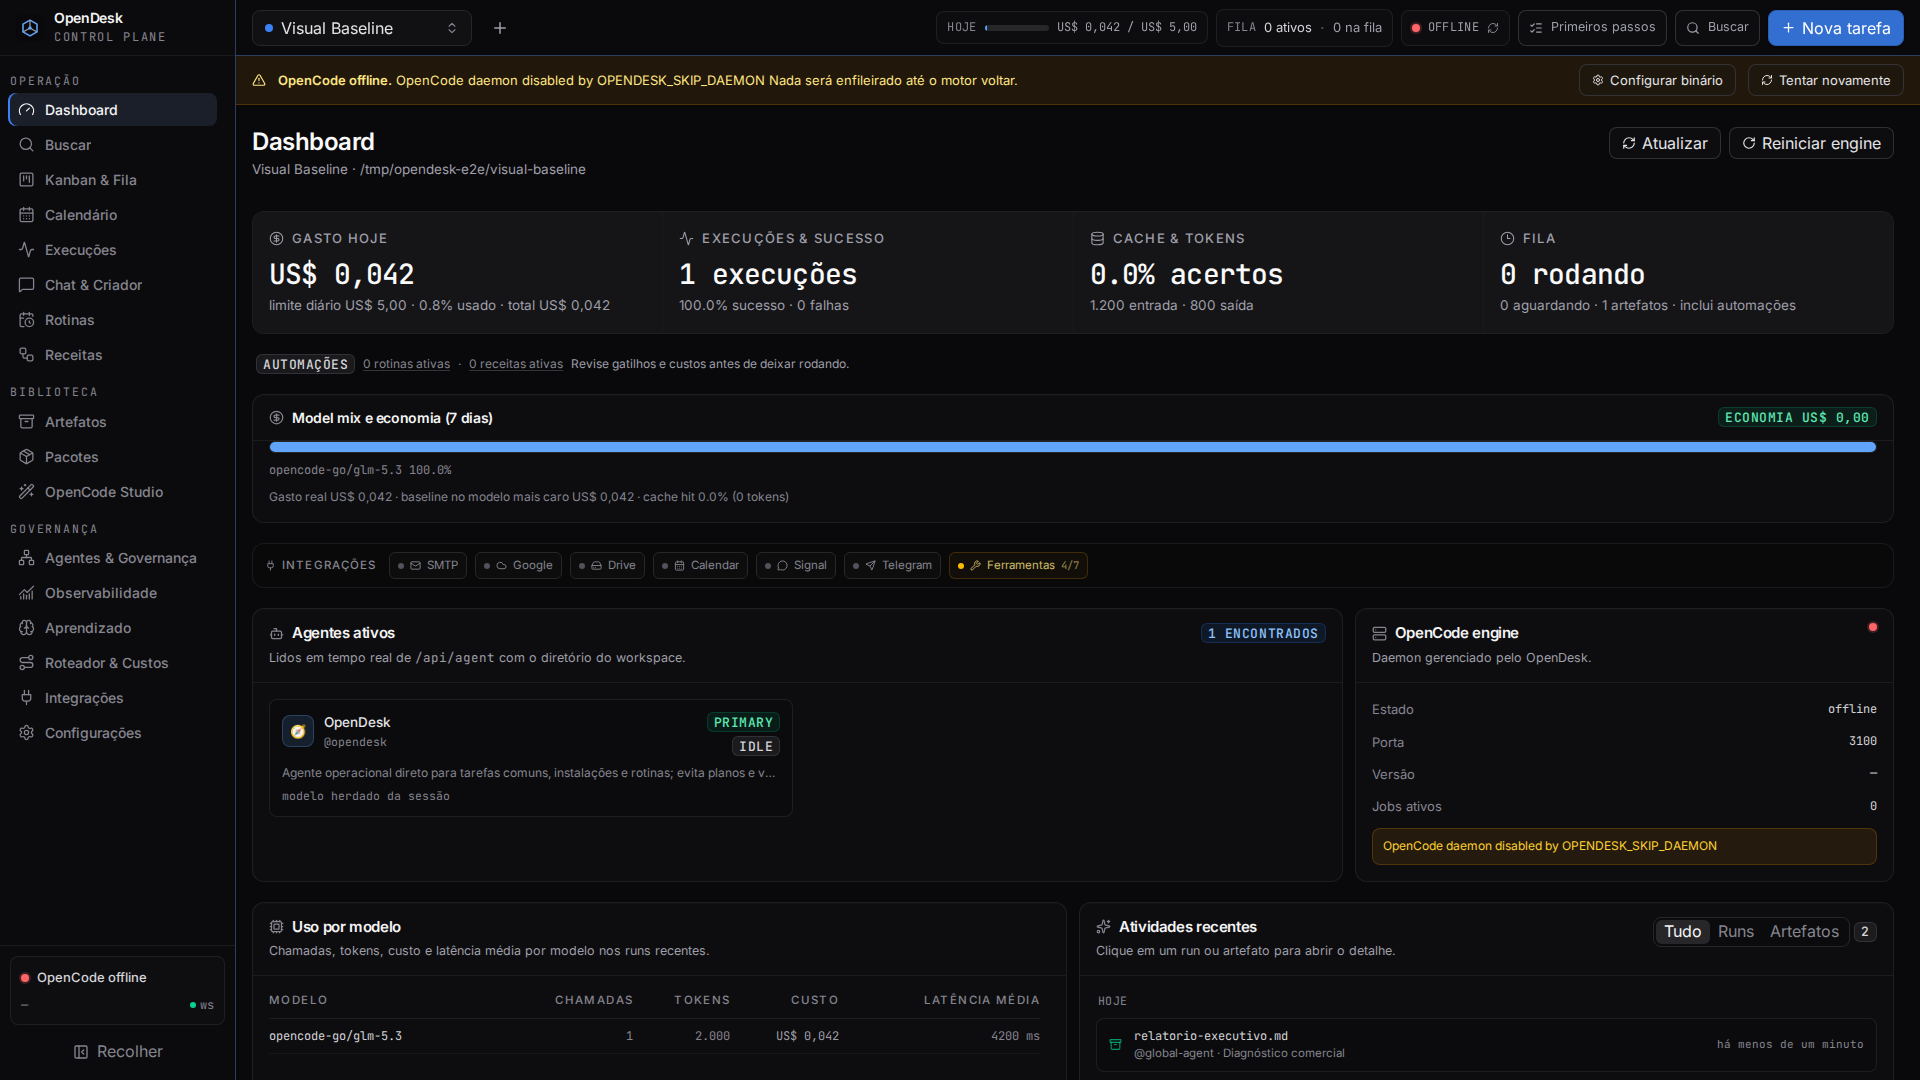 OpenDesk
CONTROL PLANE
Visual Baseline
HOJE US$ 0,042 / US$ 5,00
FILA 0 ativos · 0 na fila
OFFLINE
Primeiros passos
Buscar
Nova tarefa
OPERAÇÃO
Dashboard
Buscar
Kanban & Fila
Calendário
Execuções
Chat & Criador
Rotinas
Receitas
BIBLIOTECA
Artefatos
Pacotes
OpenCode Studio
GOVERNANÇA
Agentes & Governança
Observabilidade
Aprendizado
Roteador & Custos
Integrações
Configurações
OpenCode offline
— ws
Recolher
OpenCode offline. OpenCode daemon disabled by OPENDESK_SKIP_DAEMON Nada será enfileirado até o motor voltar.
Configurar binário
Tentar novamente
Dashboard
Visual Baseline · /tmp/opendesk-e2e/visual-baseline
Atualizar
Reiniciar engine
GASTO HOJE
US$ 0,042
limite diário US$ 5,00 · 0.8% usado · total US$ 0,042
EXECUÇÕES & SUCESSO
1 execuções
100.0% sucesso · 0 falhas
CACHE & TOKENS
0.0% acertos
1.200 entrada · 800 saída
FILA
0 rodando
0 aguardando · 1 artefatos · inclui automações
AUTOMAÇÕES 0 rotinas ativas · 0 receitas ativas Revise gatilhos e custos antes de deixar rodando.
Model mix e economia (7 dias)
ECONOMIA US$ 0,00
opencode-go/glm-5.3 100.0%
Gasto real US$ 0,042 · baseline no modelo mais caro US$ 0,042 · cache hit 0.0% (0 tokens)
INTEGRAÇÕES SMTP Google Drive Calendar Signal Telegram Ferramentas 4/7
Agentes ativos
1 ENCONTRADOS
Lidos em tempo real de /api/agent com o diretório do workspace.
OpenDesk
@opendesk
PRIMARY
IDLE
Agente operacional direto para tarefas comuns, instalações e rotinas; evita planos e v...
modelo herdado da sessão
OpenCode engine
Daemon gerenciado pelo OpenDesk.
Estado offline
Porta 3100
Versão —
Jobs ativos 0
OpenCode daemon disabled by OPENDESK_SKIP_DAEMON
Uso por modelo
Chamadas, tokens, custo e latência média por modelo nos runs recentes.
MODELO CHAMADAS TOKENS CUSTO LATÊNCIA MÉDIA
opencode-go/glm-5.3 1 2.000 US$ 0,042 4200 ms
Atividades recentes
Clique em um run ou artefato para abrir o detalhe.
Tudo Runs Artefatos 2
HOJE
relatorio-executivo.md
@global-agent · Diagnóstico comercial
há menos de um minuto